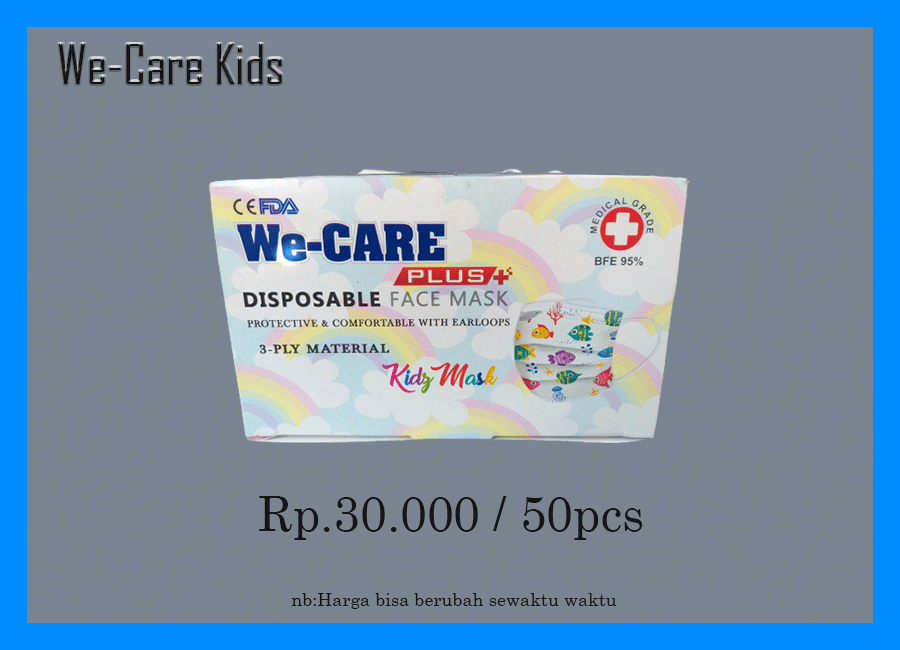 We-Care Kids
CE FDA
We-CARE
PLUS+
MEDICAL GRADE
BFE 95%
DISPOSABLE FACE MASK
PROTECTIVE & COMFORTABLE WITH EARLOOPS
3-PLY MATERIAL
Kidz Mask
Rp.30.000 / 50pcs
nb:Harga bisa berubah sewaktu waktu